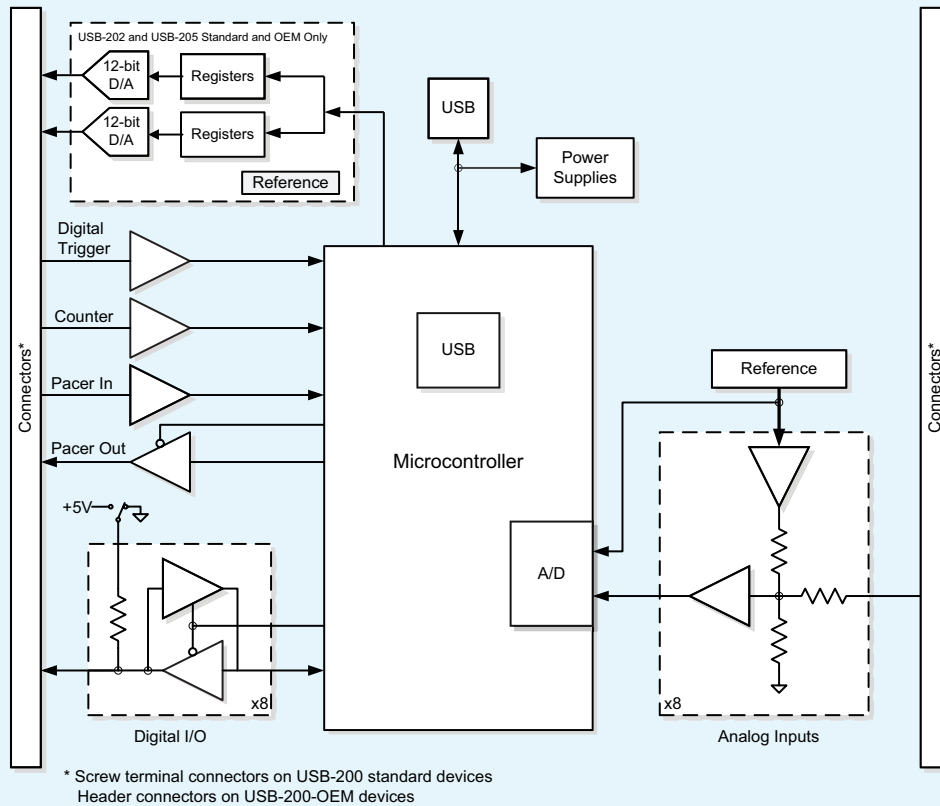 USB-202 and USB-205 Standard and OEM Only
12-bit
D/A
Registers
12-bit
D/A
Registers
Reference
USB
Power
Supplies
Connectors*
Digital
Trigger
Counter
Pacer In
Pacer Out
+5V
x8
Digital I/O
USB
Microcontroller
A/D
Reference
x8
Analog Inputs
Connectors*
* Screw terminal connectors on USB-200 standard devices
Header connectors on USB-200-OEM devices